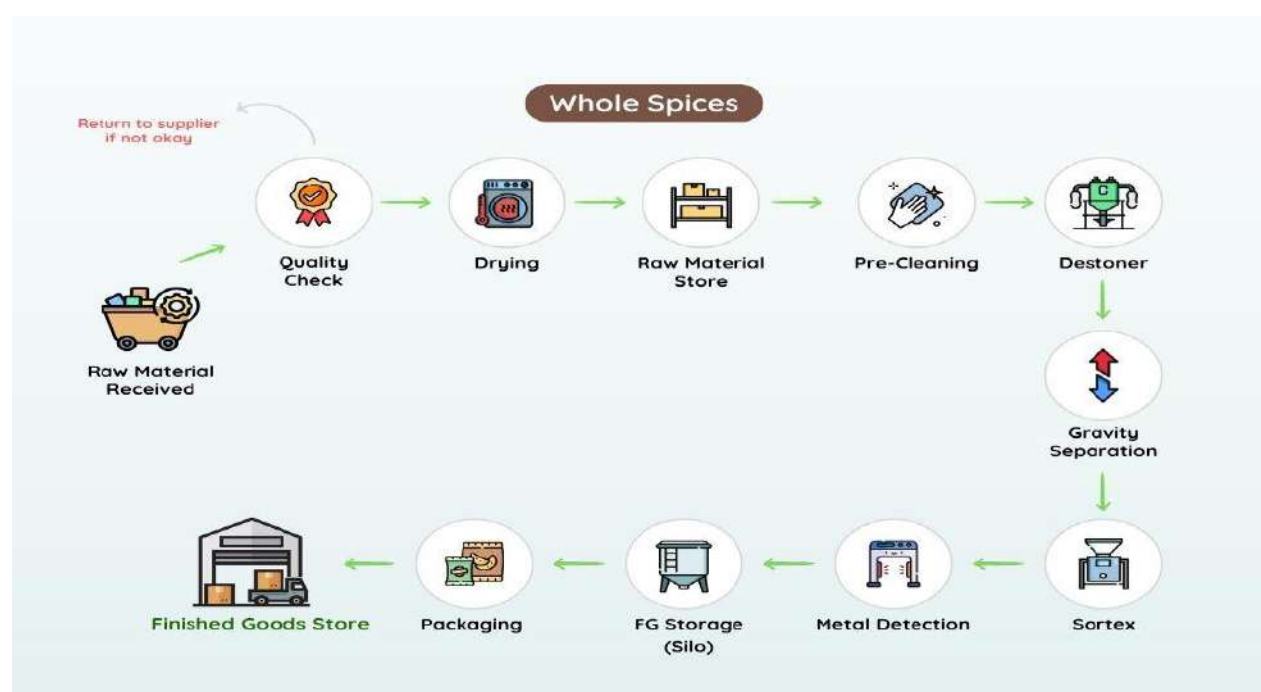 Whole Spices
Return to supplier
if not okay
Raw Material
Received
Quality
Check
Drying
Raw Material
Store
Pre-Cleaning
Destoner
C
Gravity
Separation
Sortex
Metal Detection
FG Storage
(Silo)
Packaging
Finished Goods Store